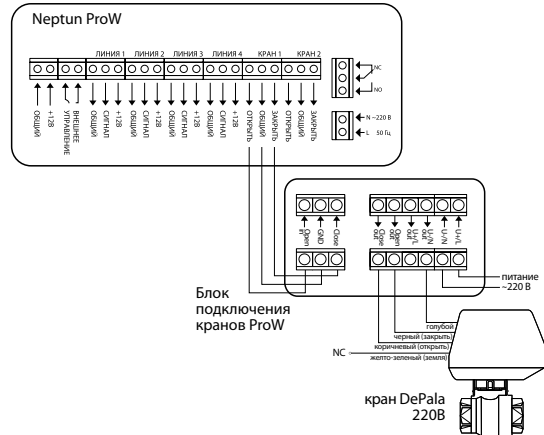 Neptun ProW
ЛИНИЯ 1
ЛИНИЯ 2
ЛИНИЯ 3
ЛИНИЯ 4
КРАН 1
КРАН 2
NC
NO
N ~220 В
L 50 Гц
ОБЩИЙ
+12В
ВНЕШНЕЕ
УПРАВЛЕНИЕ
ОБЩИЙ
СИГНАЛ
+12В
ОБЩИЙ
СИГНАЛ
+12В
ОБЩИЙ
СИГНАЛ
+12В
ОБЩИЙ
СИГНАЛ
+12В
ОТКРЫТЬ
ОБЩИЙ
ЗАКРЫТЬ
ОТКРЫТЬ
ОБЩИЙ
ЗАКРЫТЬ
Open
in
GND
Close
Close
out
Open
out
U+/L
out
U-/N
out
U-/N
U+/L
питание
~220 В
Блок
подключения
кранов ProW
голубой
черный (закрыть)
коричневый (открыть)
NC
желто-зеленый (земля)
кран DePala
220В